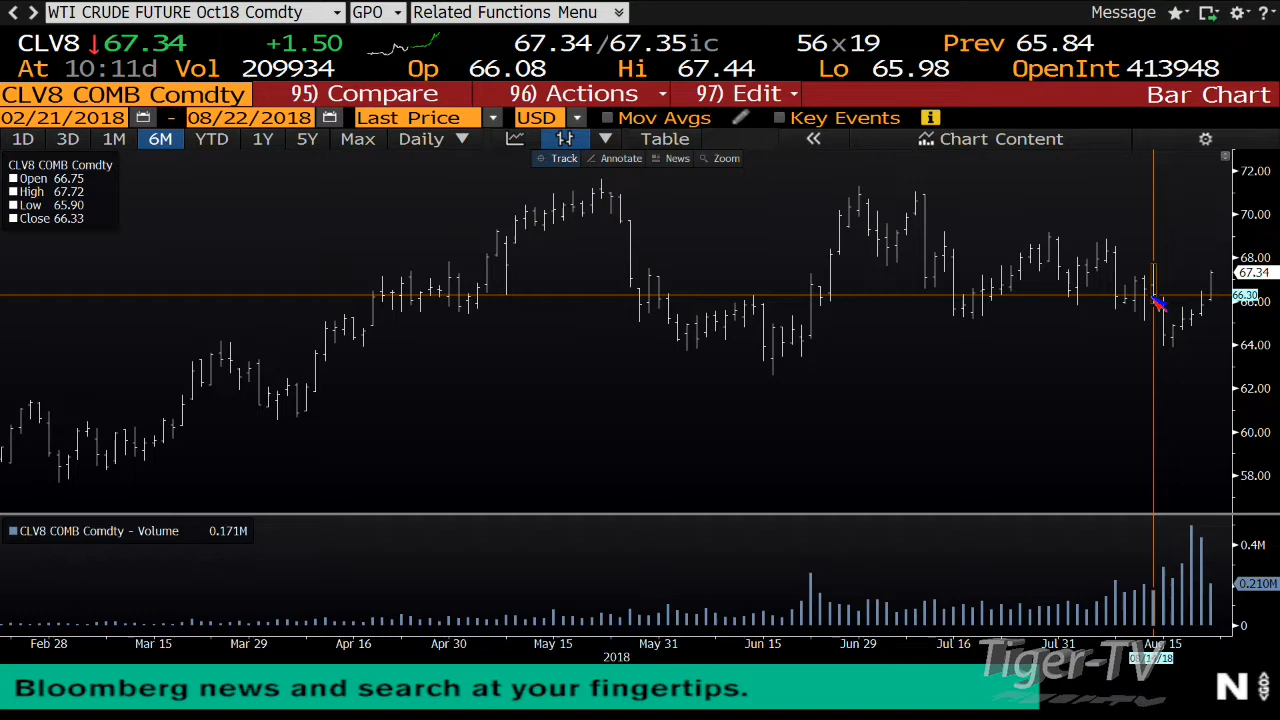 WTI CRUDE FUTURE Oct18 Comdty GPO Related Functions Menu Message ?
CLV8 67.34 +1.50 67.34/67.35ic 56x19 Prev 65.84
At 10:11d Vol 209934 Op 66.08 Hi 67.44 Lo 65.98 OpenInt 413948
CLV8 COMB Comdty 95) Compare 96) Actions 97) Edit Bar Chart
02/21/2018 - 08/22/2018 Last Price USD Mov Avgs Key Events
1D 3D 1M 6M YTD 1Y 5Y Max Daily Table Chart Content
Track Annotate News Zoom
CLV8 COMB Comdty
Open 66.75
High 67.72
Low 65.90
Close 66.33
72.00
70.00
68.00
67.34
66.30
64.00
62.00
60.00
58.00
CLV8 COMB Comdty - Volume 0.171M
0.4M
0.210M
0
Feb 28 Mar 15 Mar 29 Apr 16 Apr 30 May 15 May 31 Jun 15 Jun 29 Jul 16 Jul 31 Aug 15
2018
Tiger-TV
Bloomberg news and search at your fingertips.
N